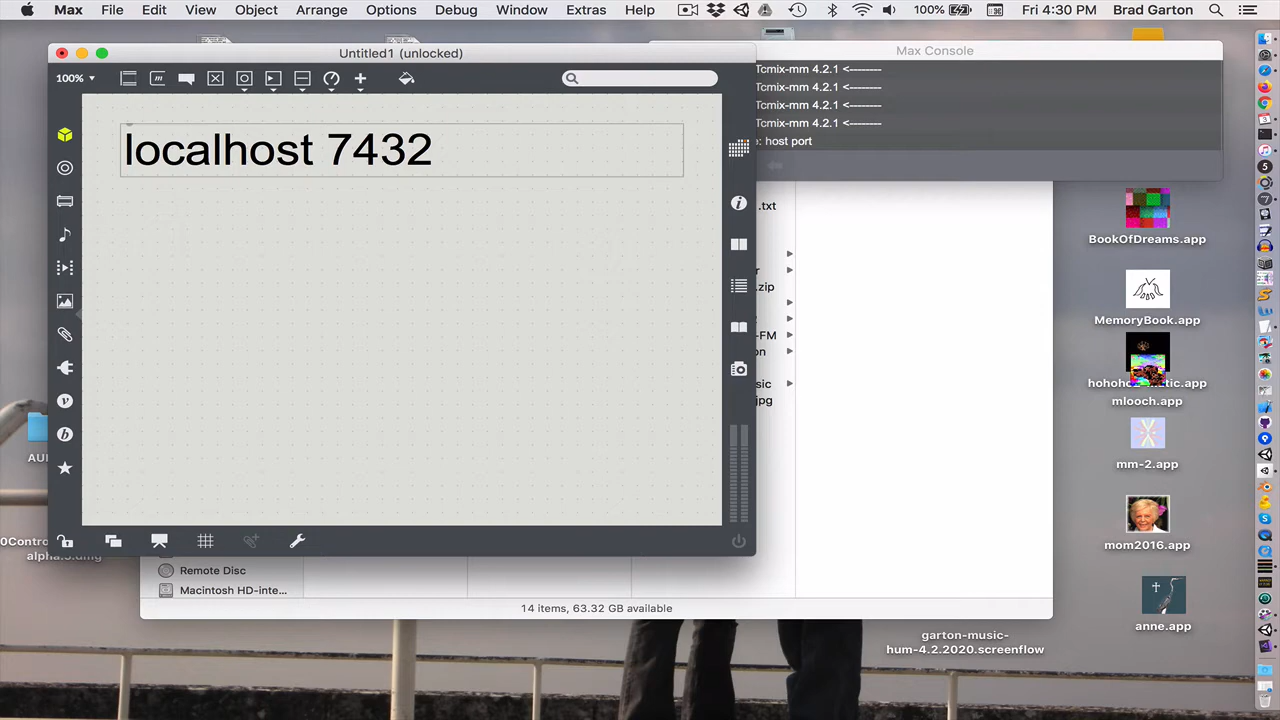 Max File Edit View Object Arrange Options Debug Window Extras Help 100% Fri 4:30 PM Brad Garton
Untitled1 (unlocked)
100%
localhost 7432
Max Console
Tcmix-mm 4.2.1 <--------
Tcmix-mm 4.2.1 <--------
Tcmix-mm 4.2.1 <--------
Tcmix-mm 4.2.1 <--------
: host port
.txt
.zip
-FM
on
sic
.jpg
Remote Disc
Macintosh HD-inte...
14 items, 63.32 GB available
BookOfDreams.app
MemoryBook.app
mlooch.app
mm-2.app
mom2016.app
anne.app
garton-music-
hum-4.2.2020.screenflow